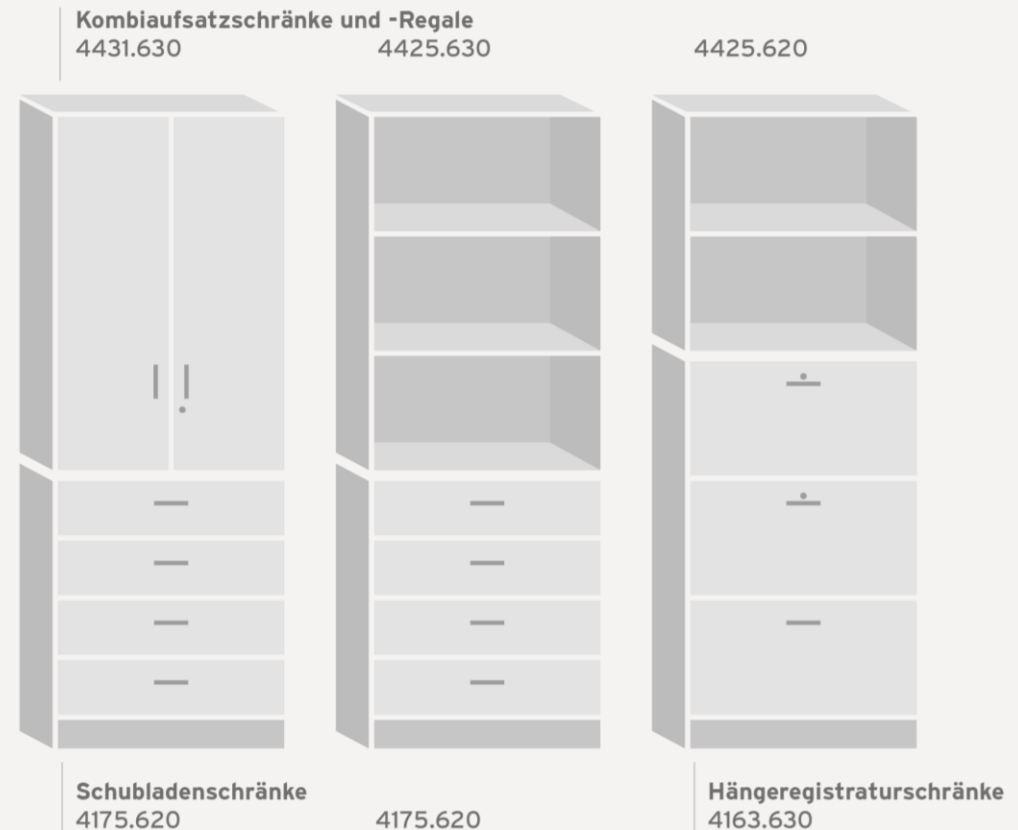 Kombiaufsatzschränke und -Regale
4431.630 4425.630 4425.620
Schubladenschränke Hängeregistraturschränke
4175.620 4175.620 4163.630